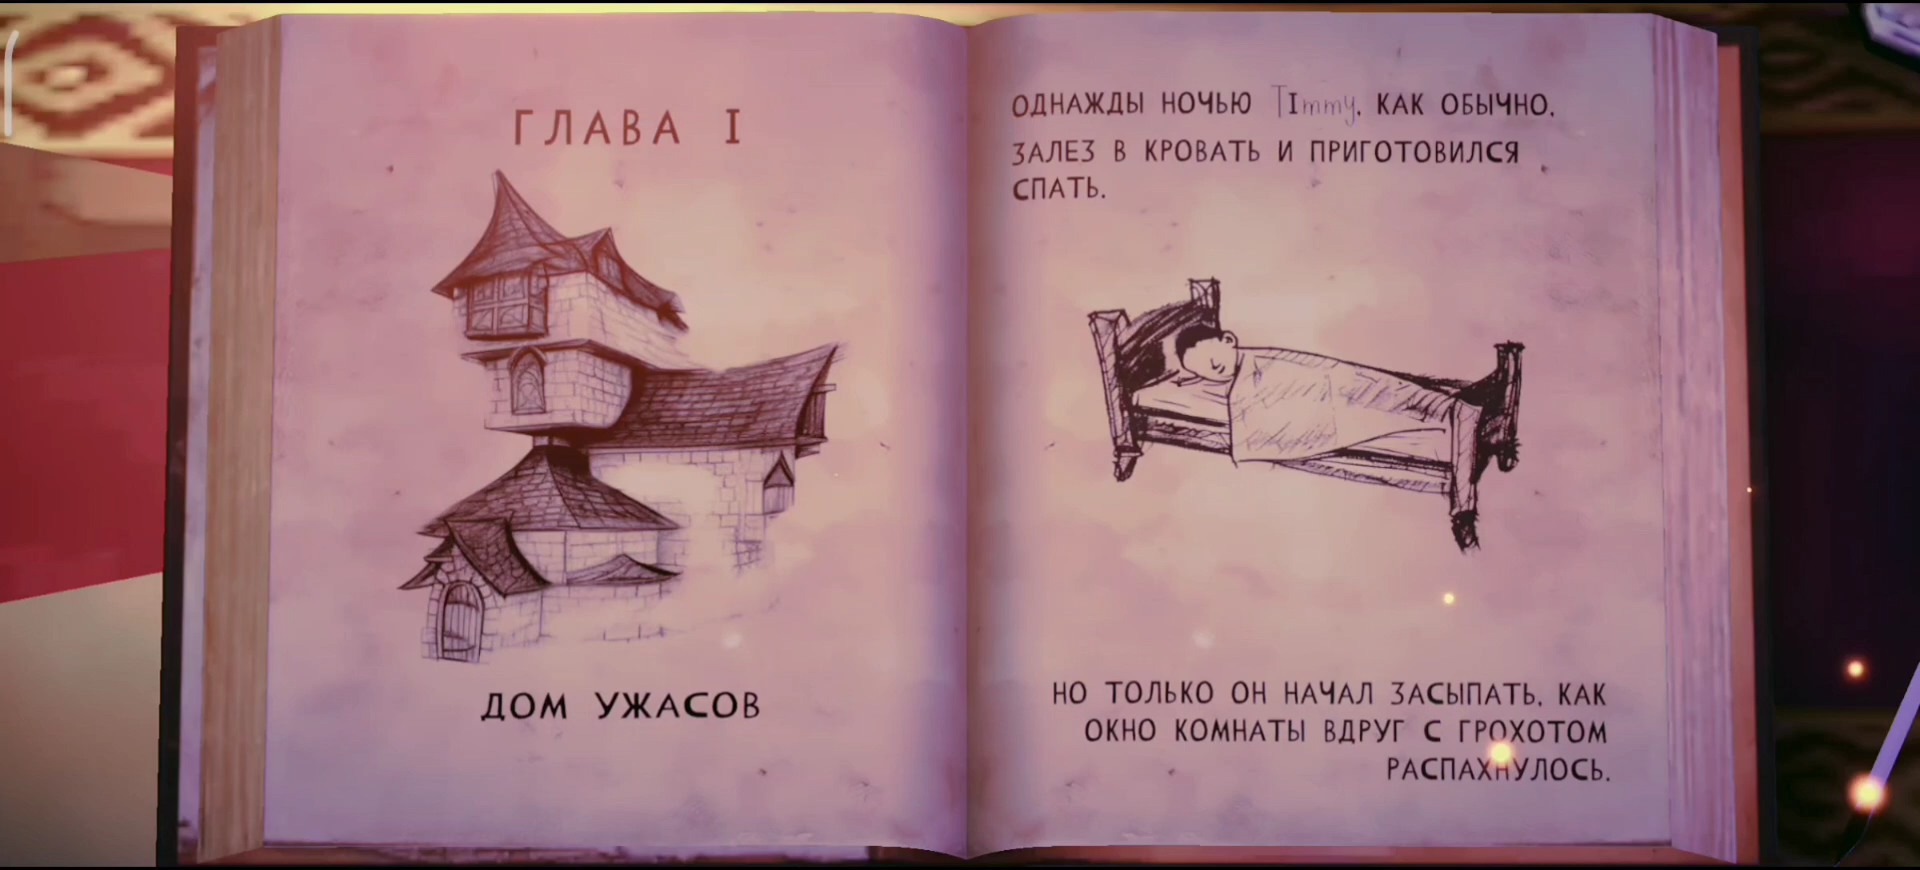 ГЛАВА I
ДОМ УЖАСОВ
ОДНАЖДЫ НОЧЬЮ TImmy, КАК ОБЫЧНО,
ЗАЛЕЗ В КРОВАТЬ И ПРИГОТОВИЛСЯ
СПАТЬ.
НО ТОЛЬКО ОН НАЧАЛ ЗАСЫПАТЬ, КАК
ОКНО КОМНАТЫ ВДРУГ С ГРОХОТОМ
РАСПАХНУЛОСЬ.